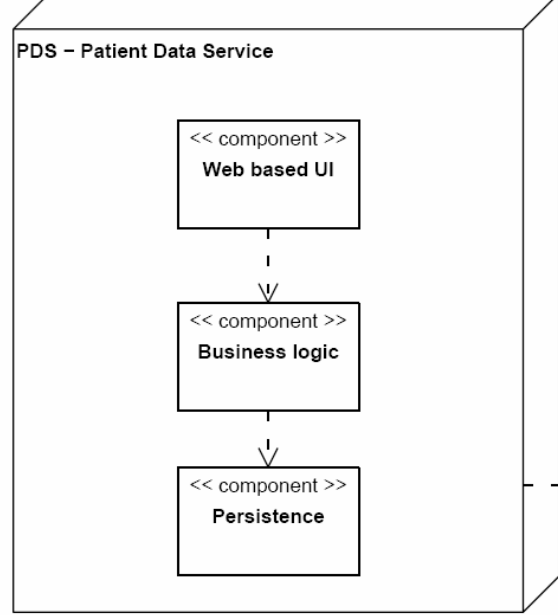 PDS – Patient Data Service
<< component >>
Web based UI
<< component >>
Business logic
<< component >>
Persistence